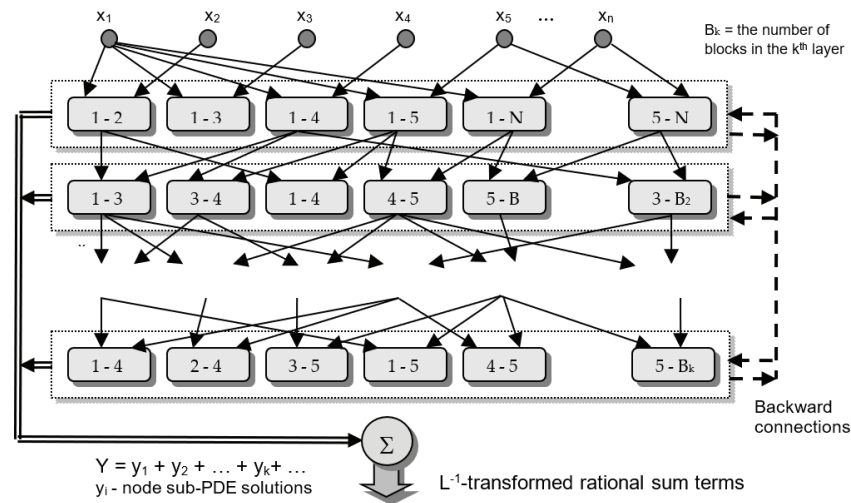 x₁ x₂ x₃ x₄ x₅ ... xₙ
Bₖ = the number of
blocks in the kᵗʰ layer
1 - 2 1 - 3 1 - 4 1 - 5 1 - N 5 - N
1 - 3 3 - 4 1 - 4 4 - 5 5 - B 3 - B₂
..
1 - 4 2 - 4 3 - 5 1 - 5 4 - 5 5 - Bₖ
Backward
connections
Σ
Y = y₁ + y₂ + ... + yₖ+ ...
yᵢ - node sub-PDE solutions
L⁻¹-transformed rational sum terms